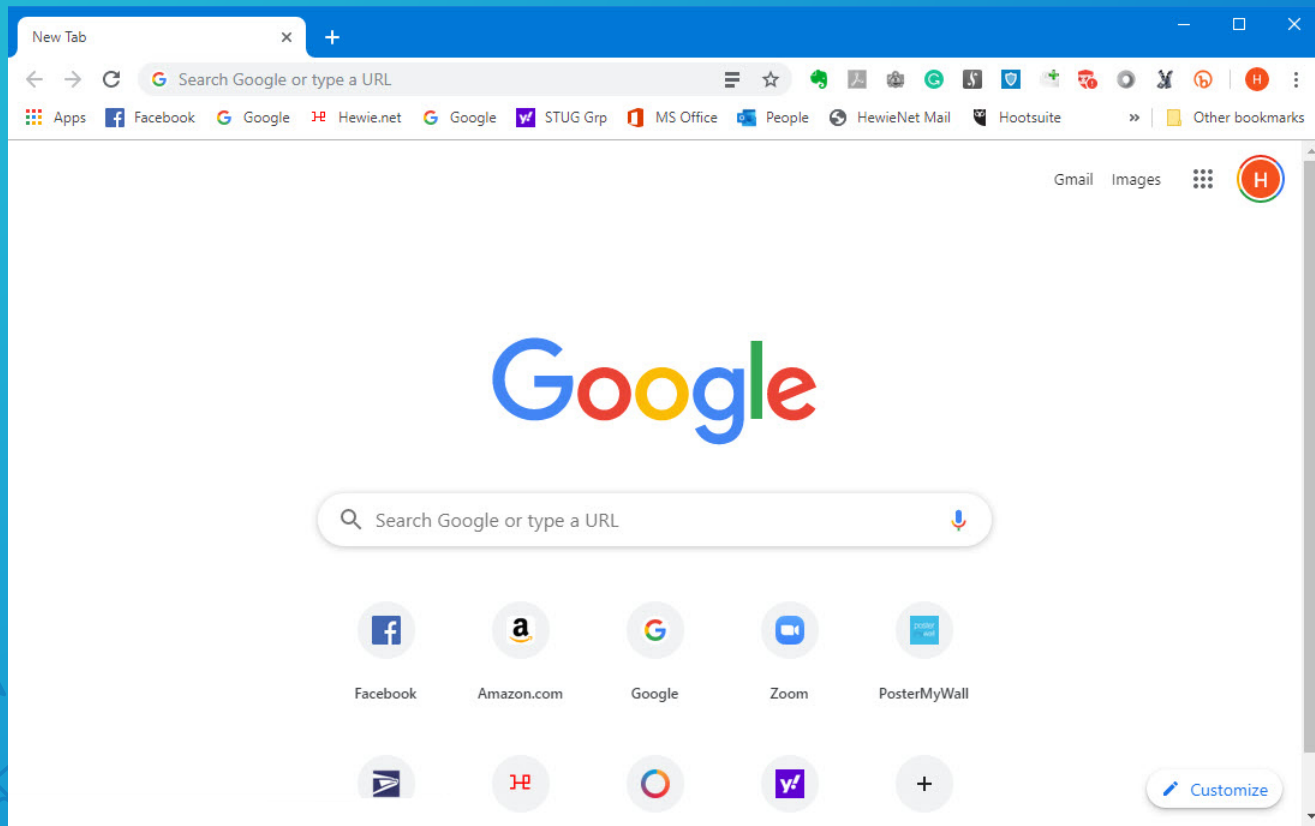 New Tab
Search Google or type a URL
H
Apps Facebook Google Hewie.net Google STUG Grp MS Office People HewieNet Mail Hootsuite » Other bookmarks
Gmail Images H
Google
Search Google or type a URL
Facebook Amazon.com Google Zoom PosterMyWall
Customize